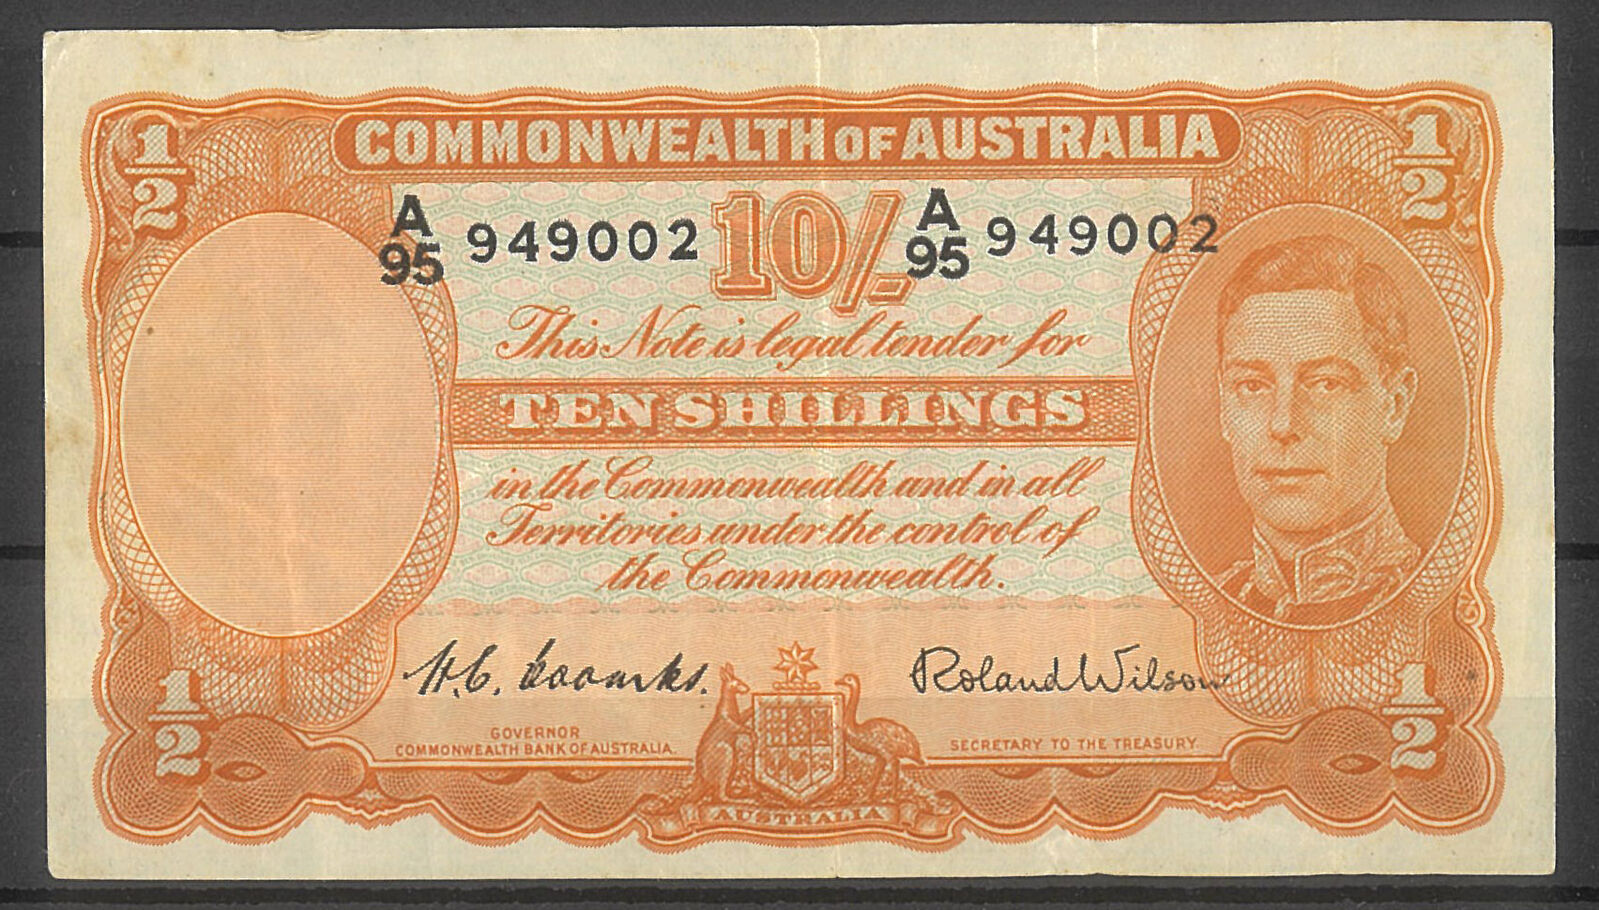 1/2
COMMONWEALTH OF AUSTRALIA
1/2
A/95 949002 10/- A/95 949002
This Note is legal tender for
TEN SHILLINGS
in the Commonwealth and in all
Territories under the control of
the Commonwealth.
H.C. Coombs.
Roland Wilson
GOVERNOR
COMMONWEALTH BANK OF AUSTRALIA.
SECRETARY TO THE TREASURY.
1/2
1/2
AUSTRALIA